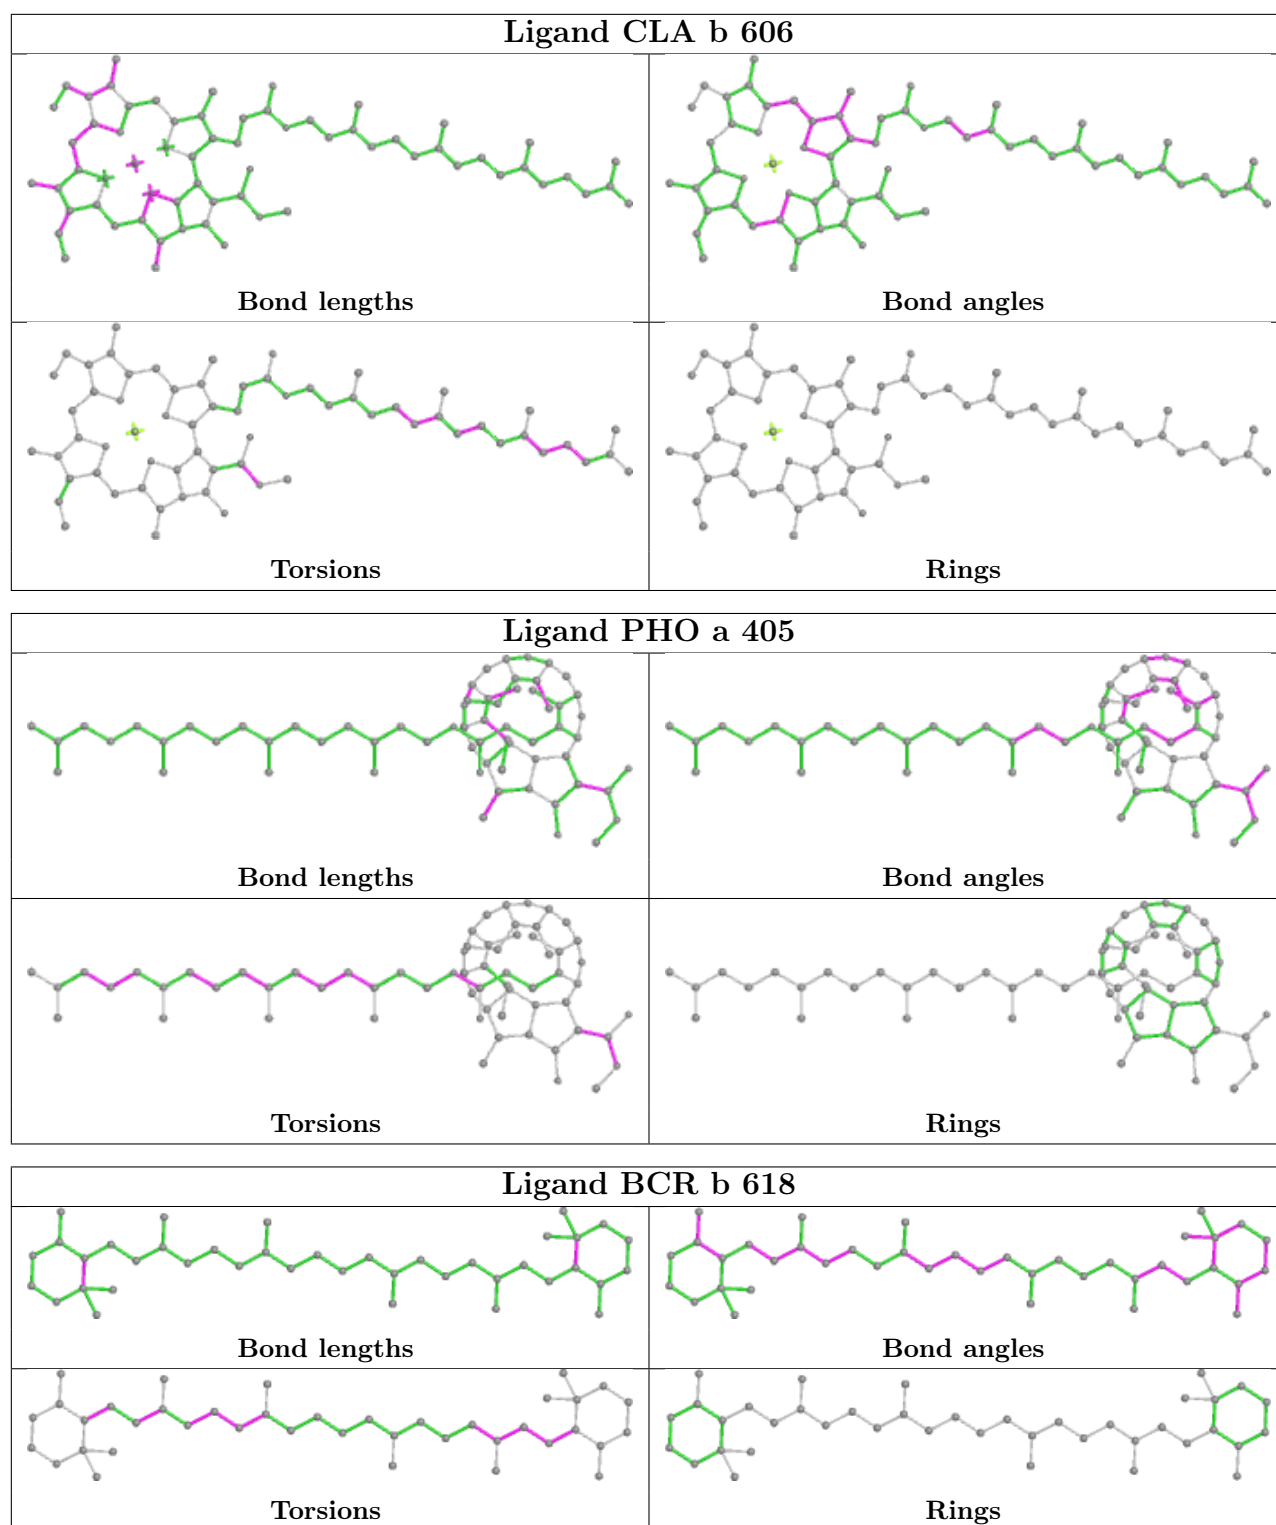 Ligand CLA b 606
Bond lengths
Bond angles
Torsions
Rings
Ligand PHO a 405
Bond lengths
Bond angles
Torsions
Rings
Ligand BCR b 618
Bond lengths
Bond angles
Torsions
Rings